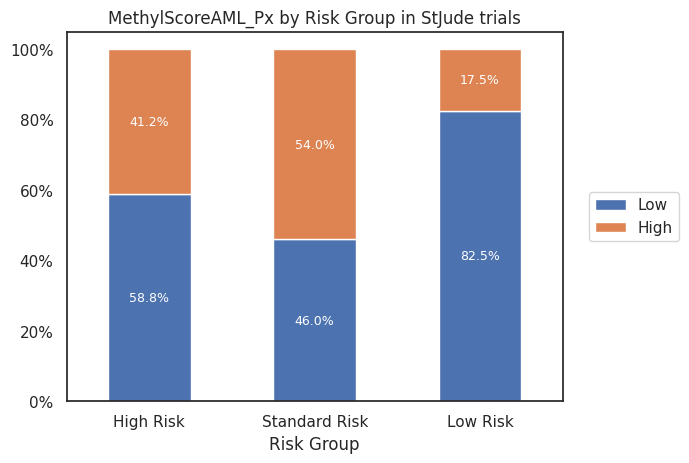 MethylScoreAML_Px by Risk Group in StJude trials
100%
80%
60%
40%
20%
0%
41.2%
58.8%
54.0%
46.0%
17.5%
82.5%
High Risk
Standard Risk
Low Risk
Risk Group
Low
High